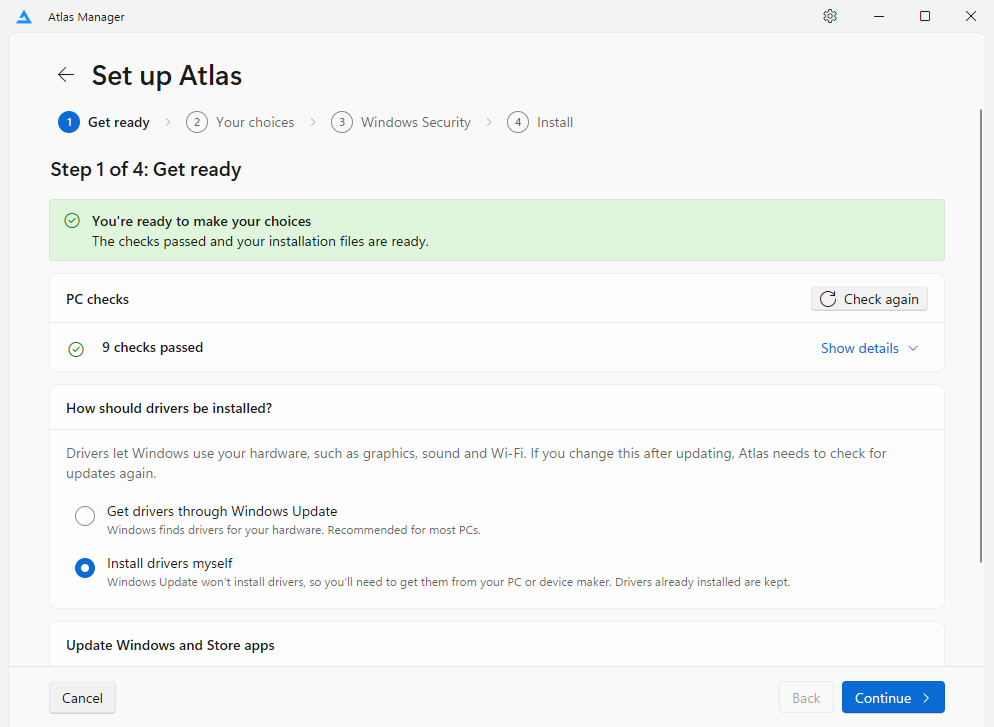 Atlas Manager
Set up Atlas
1 Get ready
2 Your choices
3 Windows Security
4 Install
Step 1 of 4: Get ready
You're ready to make your choices
The checks passed and your installation files are ready.
PC checks
Check again
9 checks passed
Show details
How should drivers be installed?
Drivers let Windows use your hardware, such as graphics, sound and Wi-Fi. If you change this after updating, Atlas needs to check for
updates again.
Get drivers through Windows Update
Windows finds drivers for your hardware. Recommended for most PCs.
Install drivers myself
Windows Update won't install drivers, so you'll need to get them from your PC or device maker. Drivers already installed are kept.
Update Windows and Store apps
Cancel
Back
Continue